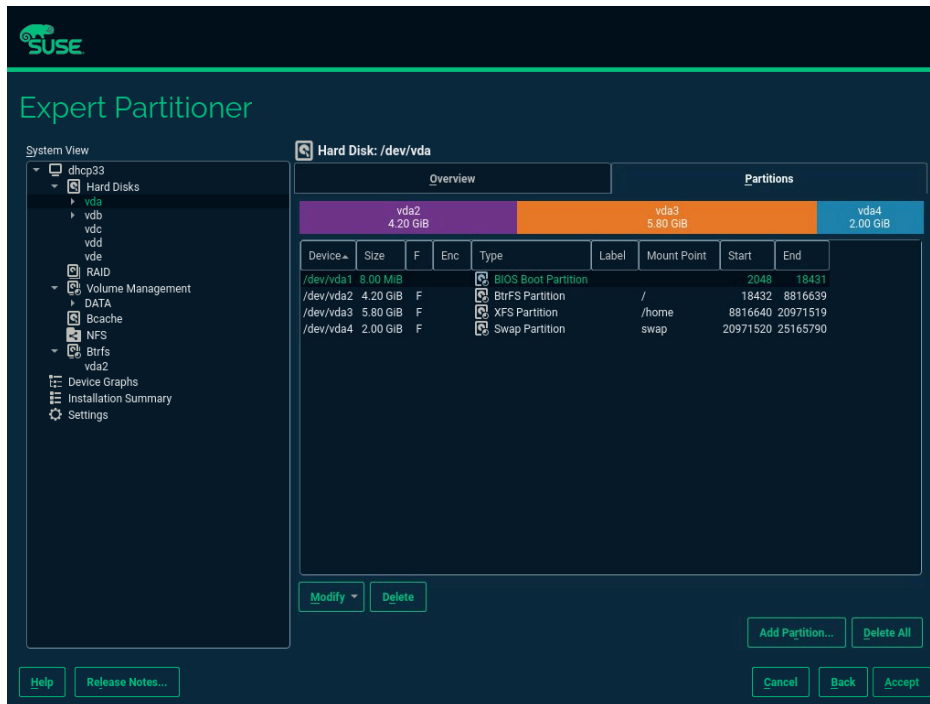 SUSE
Expert Partitioner
System View
dhcp33
Hard Disks
vda
vdb
vdc
vdd
vde
RAID
Volume Management
DATA
Bcache
NFS
Btrfs
vda2
Device Graphs
Installation Summary
Settings
Hard Disk: /dev/vda
Overview Partitions
vda2 vda3 vda4
4.20 GiB 5.80 GiB 2.00 GiB
Device Size F Enc Type Label Mount Point Start End
/dev/vda1 8.00 MiB BIOS Boot Partition 2048 18431
/dev/vda2 4.20 GiB F BtrFS Partition / 18432 8816639
/dev/vda3 5.80 GiB F XFS Partition /home 8816640 20971519
/dev/vda4 2.00 GiB F Swap Partition swap 20971520 25165790
Modify Delete
Add Partition... Delete All
Help Release Notes... Cancel Back Accept